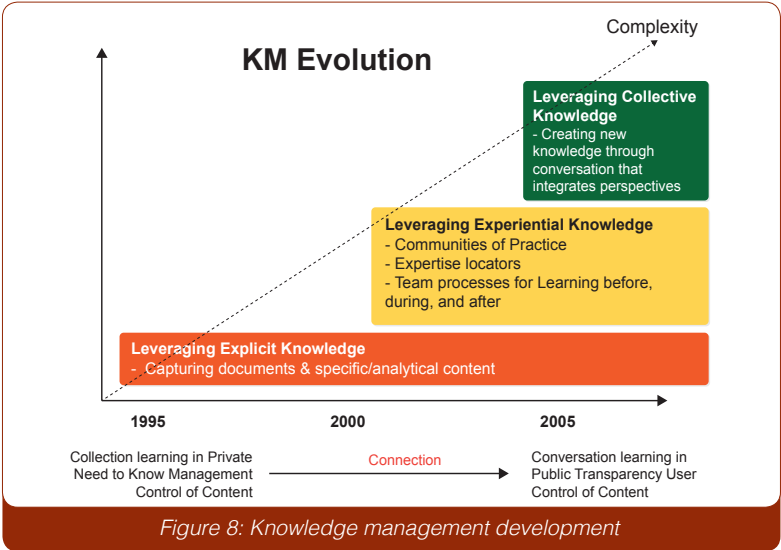 Complexity
KM Evolution
Leveraging Collective
Knowledge
- Creating new
knowledge through
conversation that
integrates perspectives
Leveraging Experiential Knowledge
- Communities of Practice
- Expertise locators
- Team processes for Learning before,
during, and after
Leveraging Explicit Knowledge
- Capturing documents & specific/analytical content
1995 2000 2005
Collection learning in Private
Need to Know Management
Control of Content
Connection
Conversation learning in
Public Transparency User
Control of Content
Figure 8: Knowledge management development